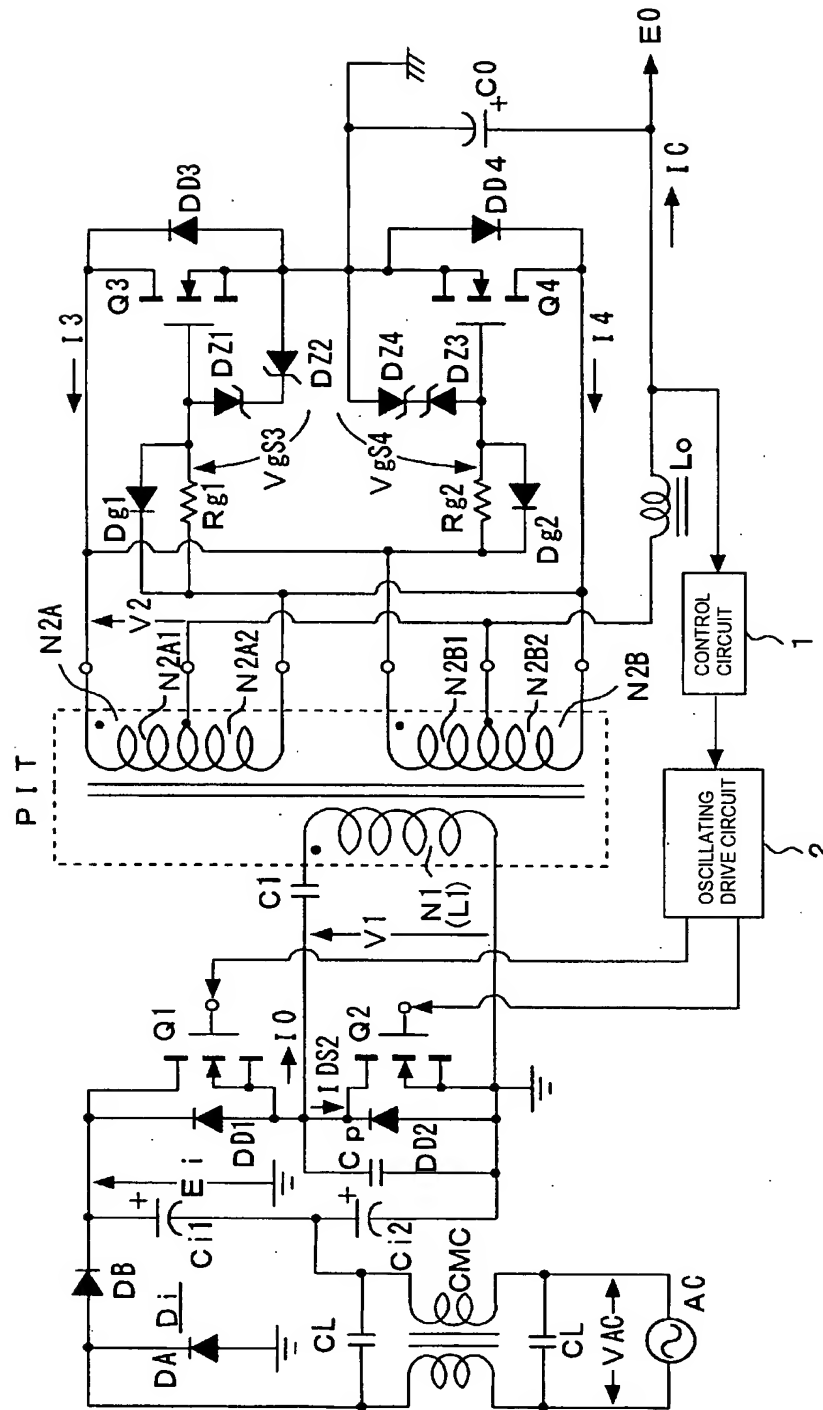 PIT
N2A
N2A1
N2A2
N2B1
N2B2
N2B
V2
I3
Q3
DD3
Dg1
Rg1
VgS3
DZ1
DZ2
VgS4
DZ4
DZ3
Rg2
Dg2
Q4
DD4
I4
C0
+
E0
IC
Lo
CONTROL
CIRCUIT
1
OSCILLATING
DRIVE CIRCUIT
2
C1
N1
(L1)
V1
Q1
I0
IDS2
Q2
DD1
DD2
Cp
Ei
+
Ci1
+
Ci2
DB
Di
DA
CL
CMC
CL
VAC
AC